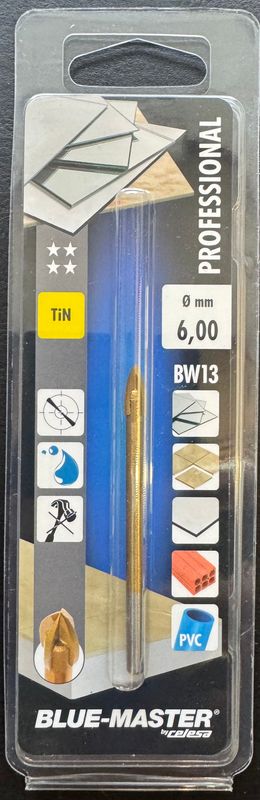 PROFESSIONAL
TiN
Ø mm
6,00
BW13
PVC
BLUE-MASTER®
by celesa